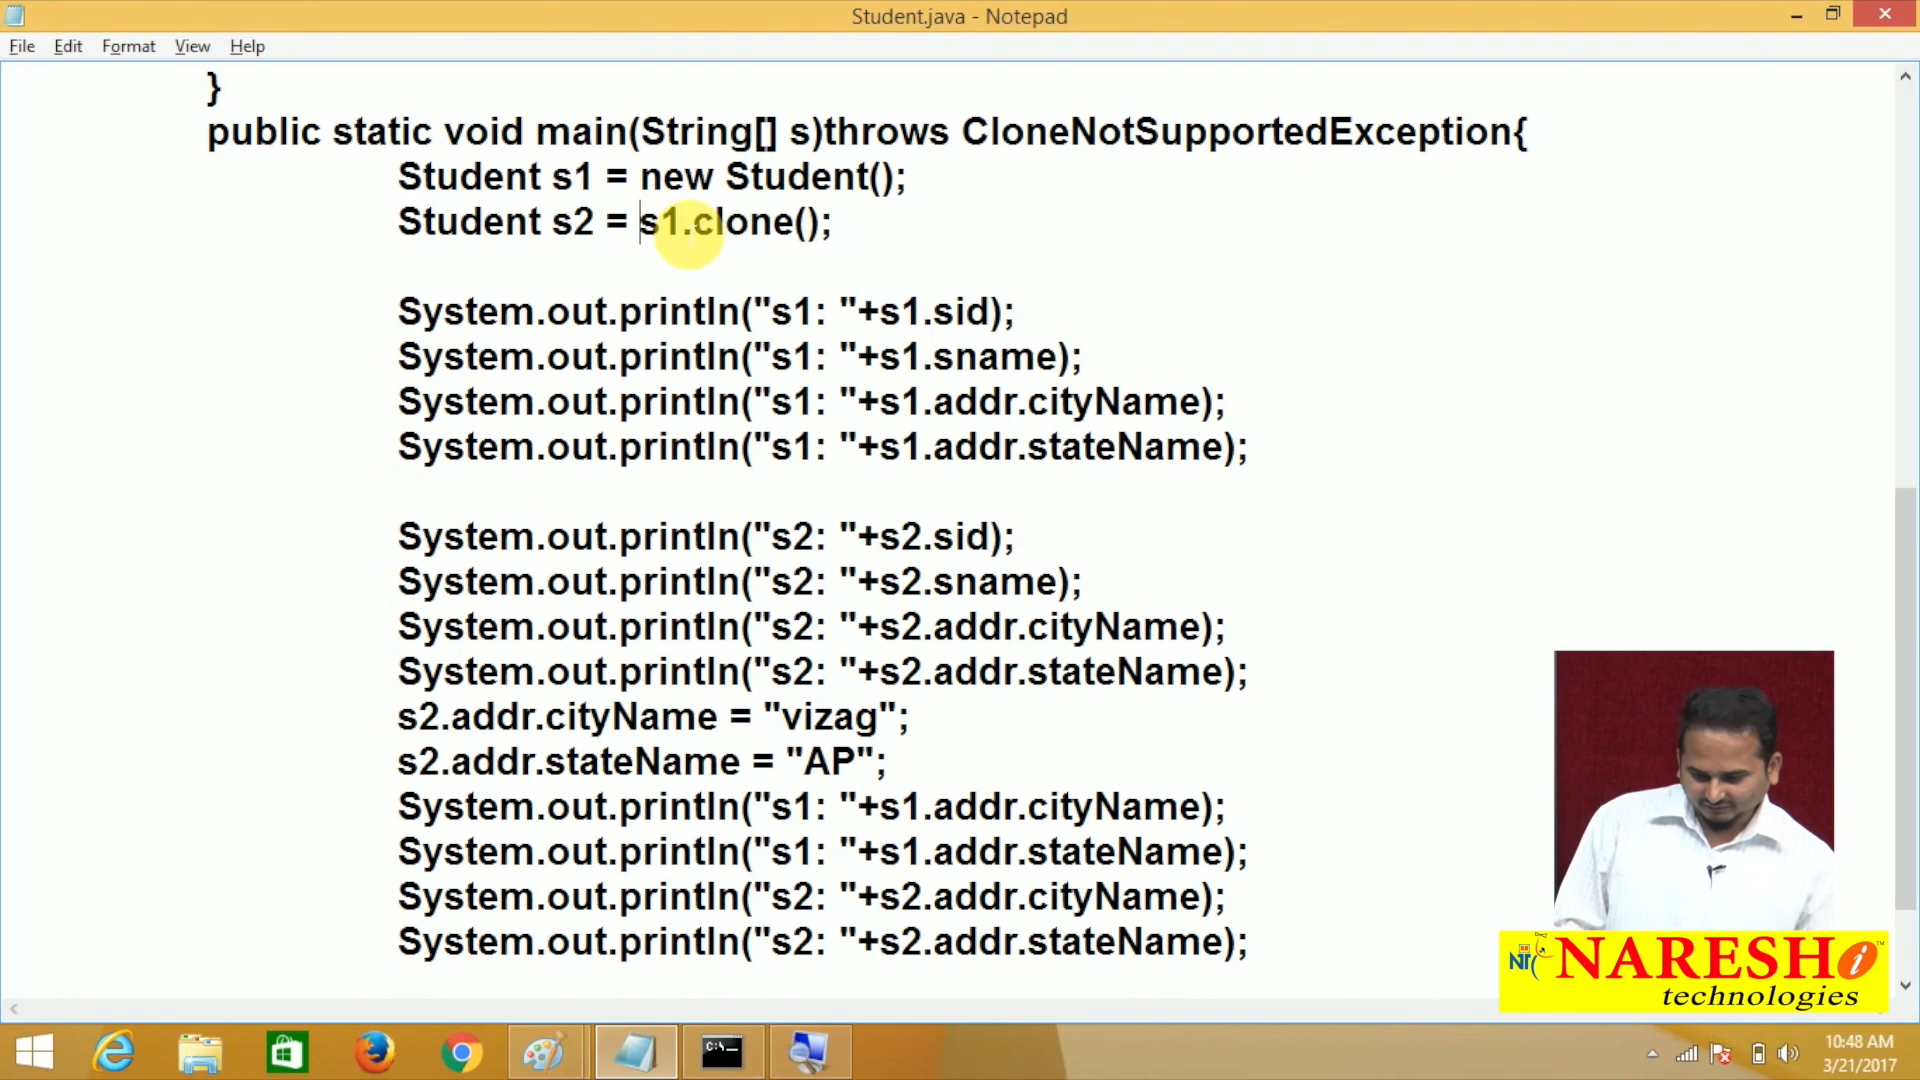 Student.java - Notepad
File Edit Format View Help
}
public static void main(String[] s)throws CloneNotSupportedException{
Student s1 = new Student();
Student s2 = s1.clone();
System.out.println("s1: "+s1.sid);
System.out.println("s1: "+s1.sname);
System.out.println("s1: "+s1.addr.cityName);
System.out.println("s1: "+s1.addr.stateName);
System.out.println("s2: "+s2.sid);
System.out.println("s2: "+s2.sname);
System.out.println("s2: "+s2.addr.cityName);
System.out.println("s2: "+s2.addr.stateName);
s2.addr.cityName = "vizag";
s2.addr.stateName = "AP";
System.out.println("s1: "+s1.addr.cityName);
System.out.println("s1: "+s1.addr.stateName);
System.out.println("s2: "+s2.addr.cityName);
System.out.println("s2: "+s2.addr.stateName);
NARESH i ™
technologies
C:\_
10:48 AM
3/21/2017